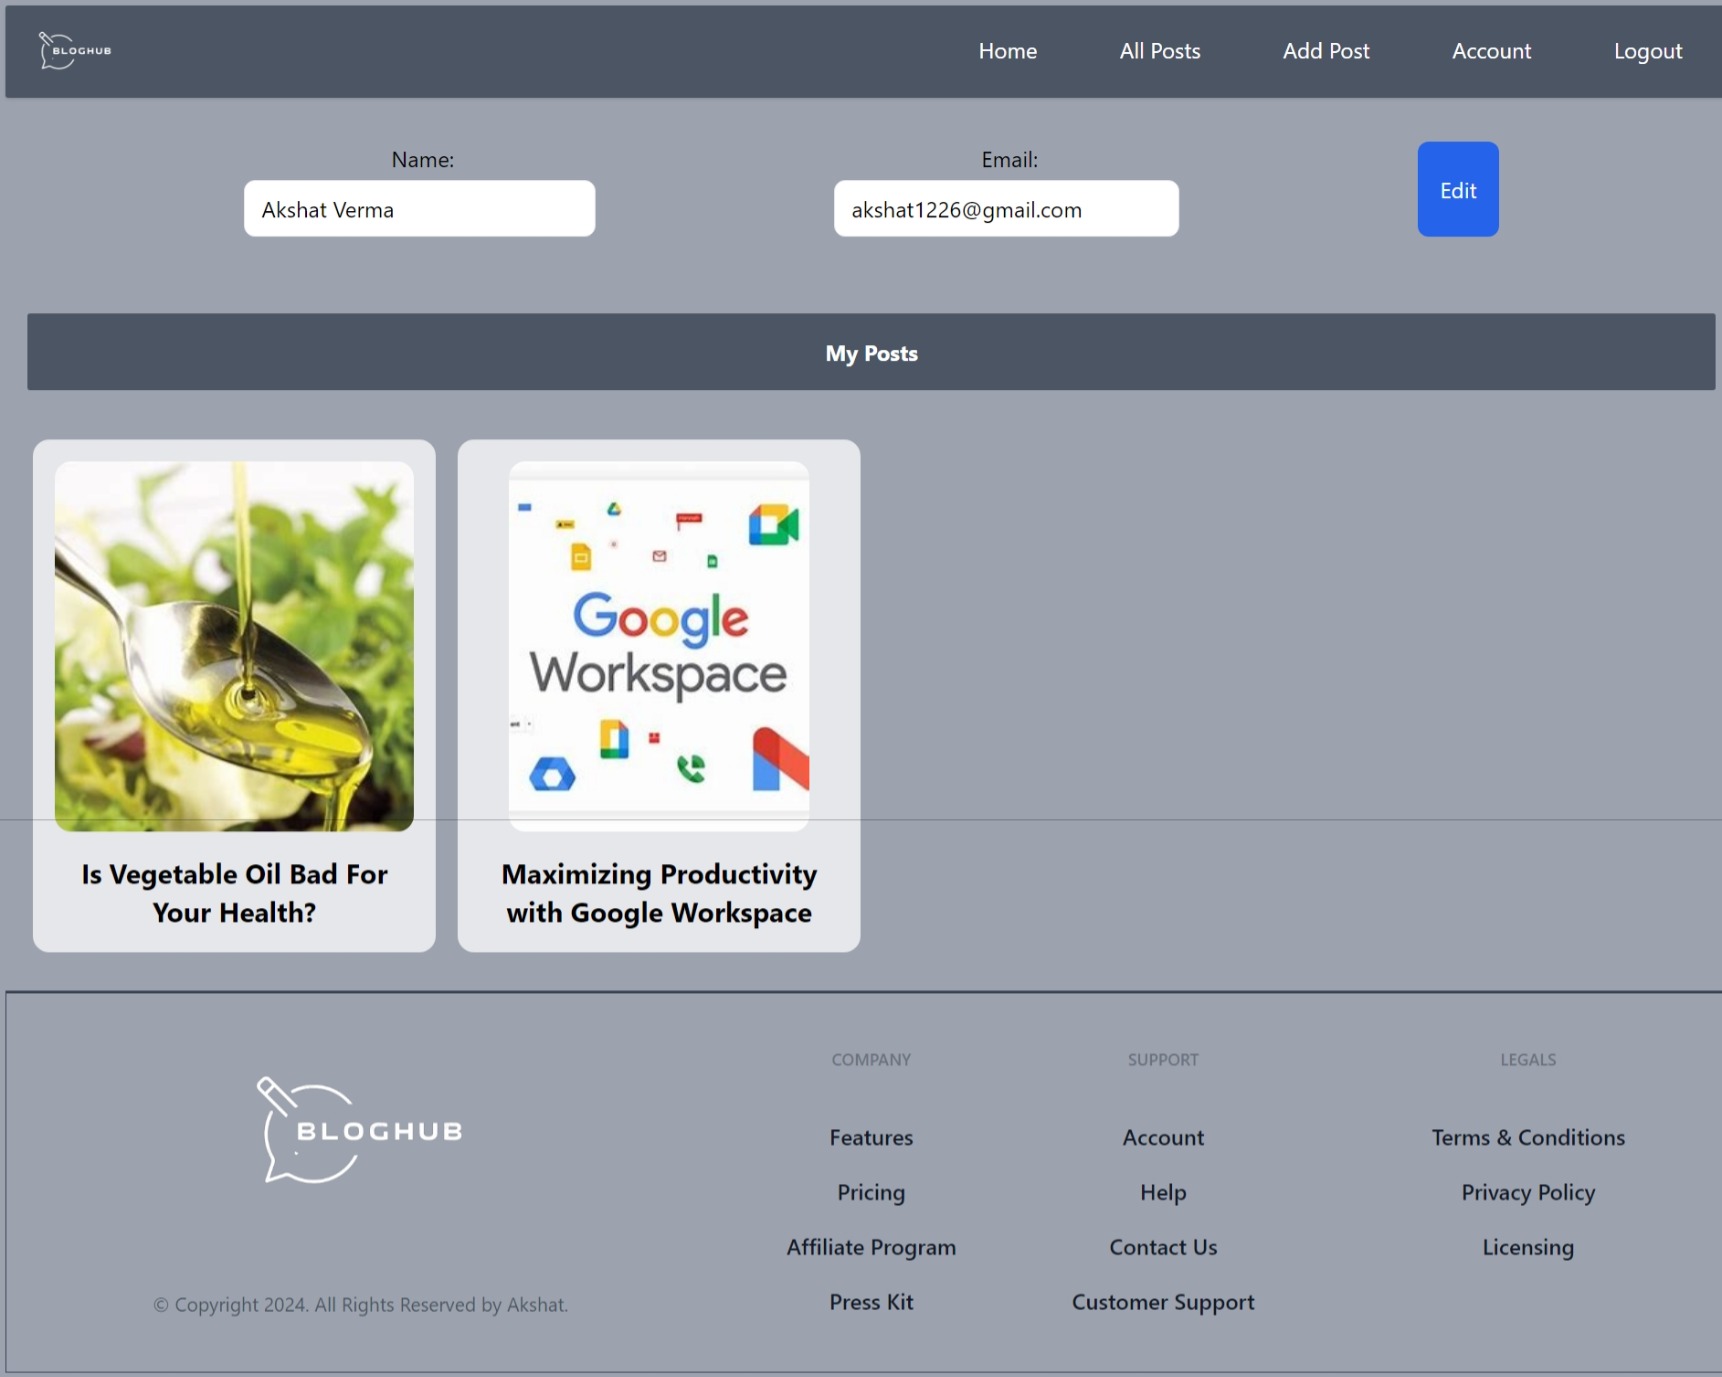 BLOGHUB
Home
All Posts
Add Post
Account
Logout
Name:
Akshat Verma
Email:
akshat1226@gmail.com
Edit
My Posts
Google
Workspace
Is Vegetable Oil Bad For
Your Health?
Maximizing Productivity
with Google Workspace
BLOGHUB
© Copyright 2024. All Rights Reserved by Akshat.
COMPANY
Features
Pricing
Affiliate Program
Press Kit
SUPPORT
Account
Help
Contact Us
Customer Support
LEGALS
Terms & Conditions
Privacy Policy
Licensing